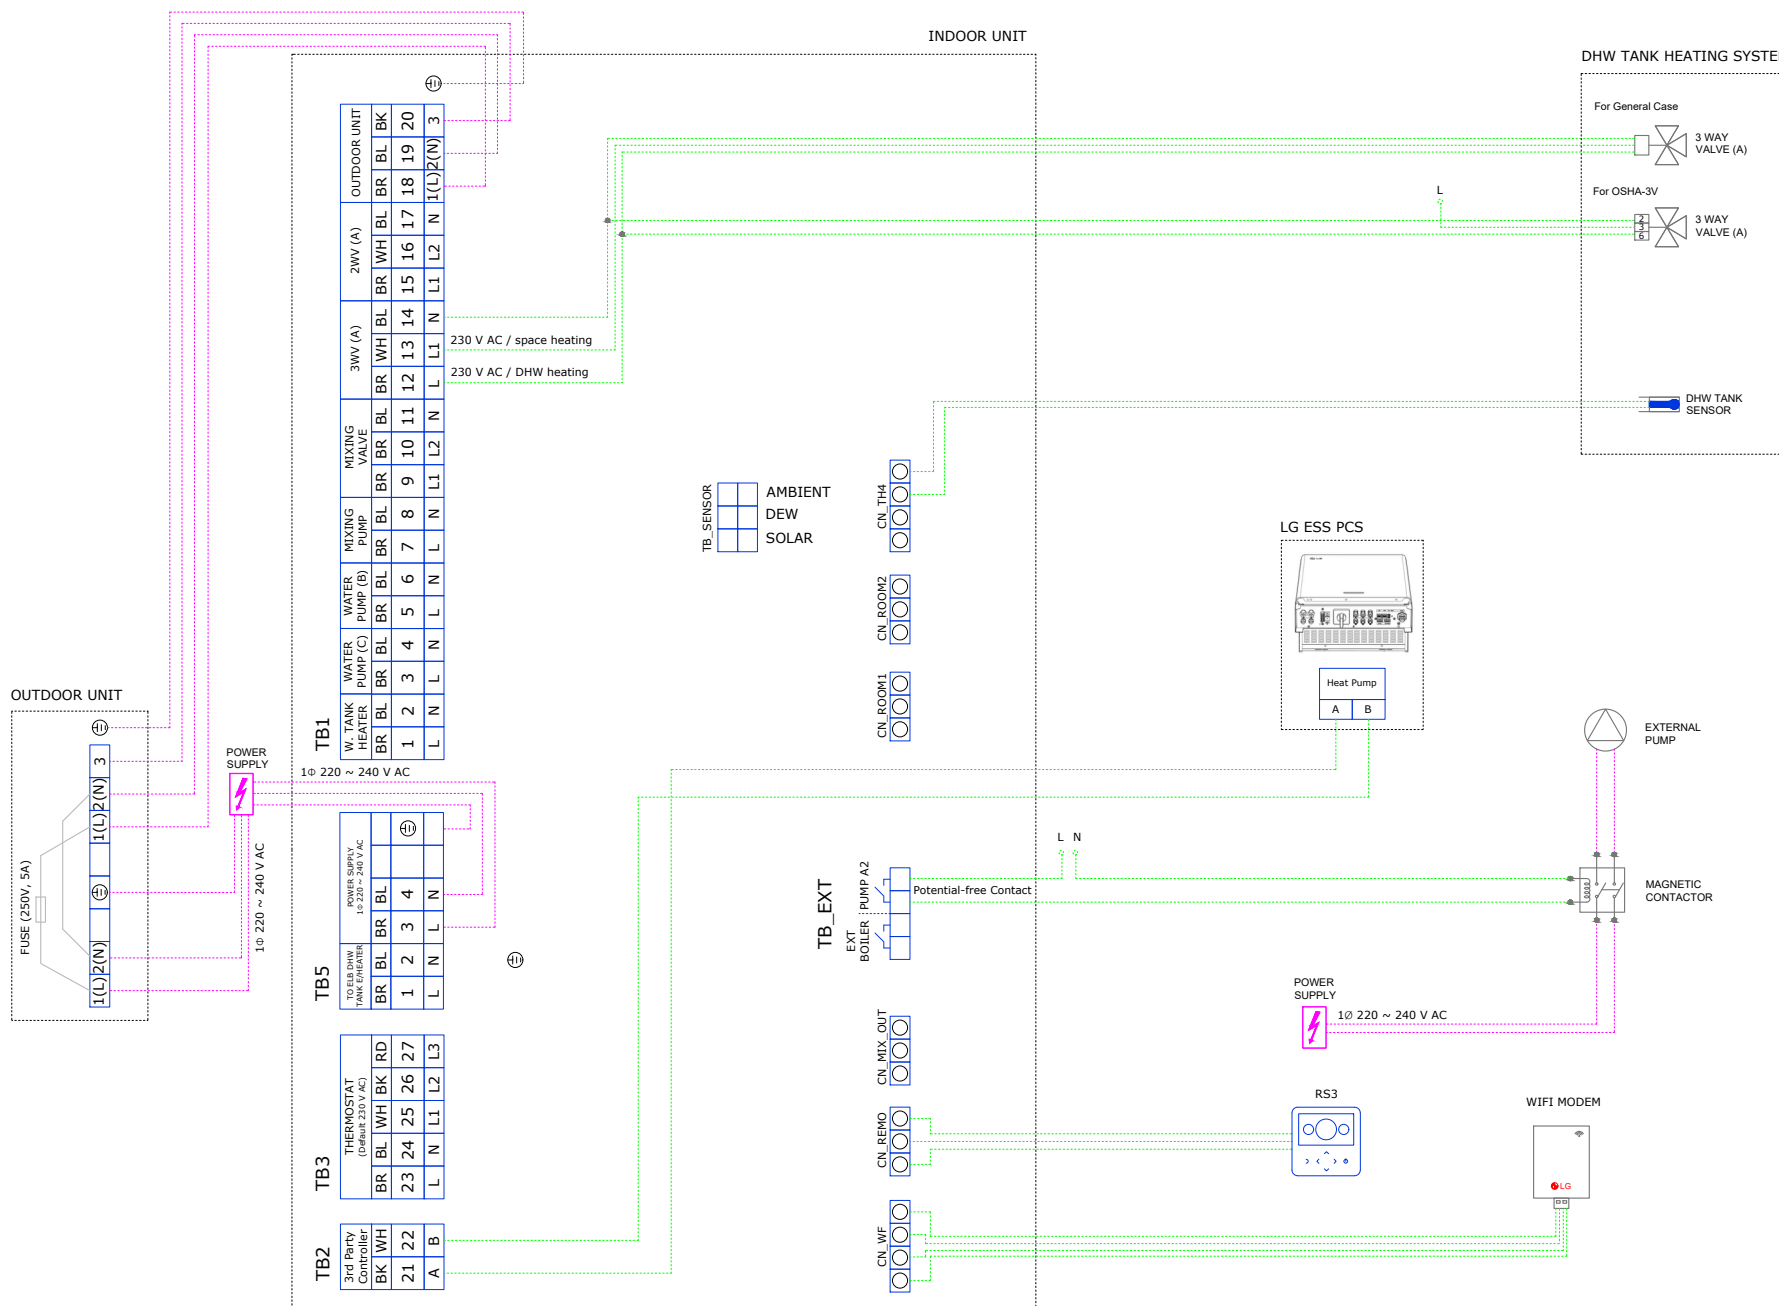 INDOOR UNIT
DHW TANK HEATING SYSTE
For General Case
3 WAY
VALVE (A)
For OSHA-3V
L
2
3
6
3 WAY
VALVE (A)
DHW TANK
SENSOR
TB1
OUTDOOR UNIT
BK 20 3
BL 19 2(N)
BR 18 1(L)
2WV (A)
BL 17 N
WH 16 L2
BR 15 L1
3WV (A)
BL 14 N
WH 13 L1
BR 12 L
230 V AC / space heating
230 V AC / DHW heating
MIXING
VALVE
BL 11 N
BR 10 L2
BR 9 L1
MIXING
PUMP
BL 8 N
BR 7 L
WATER
PUMP (B)
BL 6 N
BR 5 L
WATER
PUMP (C)
BL 4 N
BR 3 L
W. TANK
HEATER
BL 2 N
BR 1 L
TB_SENSOR
AMBIENT
DEW
SOLAR
CN_TH4
CN_ROOM2
CN_ROOM1
LG ESS PCS
Heat Pump
A B
OUTDOOR UNIT
3
2(N)
1(L)
2(N)
1(L)
FUSE (250V, 5A)
POWER
SUPPLY
1Φ 220 ~ 240 V AC
1Φ 220 ~ 240 V AC
TB5
POWER SUPPLY
1Φ 220 ~ 240 V AC
BL 4 N
BR 3 L
TO ELB DHW
TANK E/HEATER
BL 2 N
BR 1 L
TB_EXT
PUMP A2
EXT
BOILER
L N
Potential-free Contact
EXTERNAL
PUMP
MAGNETIC
CONTACTOR
POWER
SUPPLY
1Ø 220 ~ 240 V AC
TB3
THERMOSTAT
(Default 230 V AC)
RD 27 L3
BK 26 L2
WH 25 L1
BL 24 N
BR 23 L
TB2
3rd Party
Controller
WH 22 B
BK 21 A
CN_MIX_OUT
CN_REMO
CN_WF
RS3
WIFI MODEM
LG